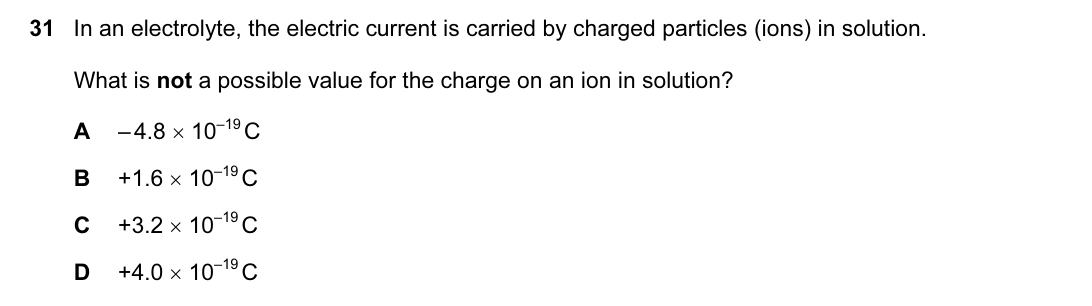 31 In an electrolyte, the electric current is carried by charged particles (ions) in solution.
What is not a possible value for the charge on an ion in solution?
A −4.8 × 10⁻¹⁹ C
B +1.6 × 10⁻¹⁹ C
C +3.2 × 10⁻¹⁹ C
D +4.0 × 10⁻¹⁹ C